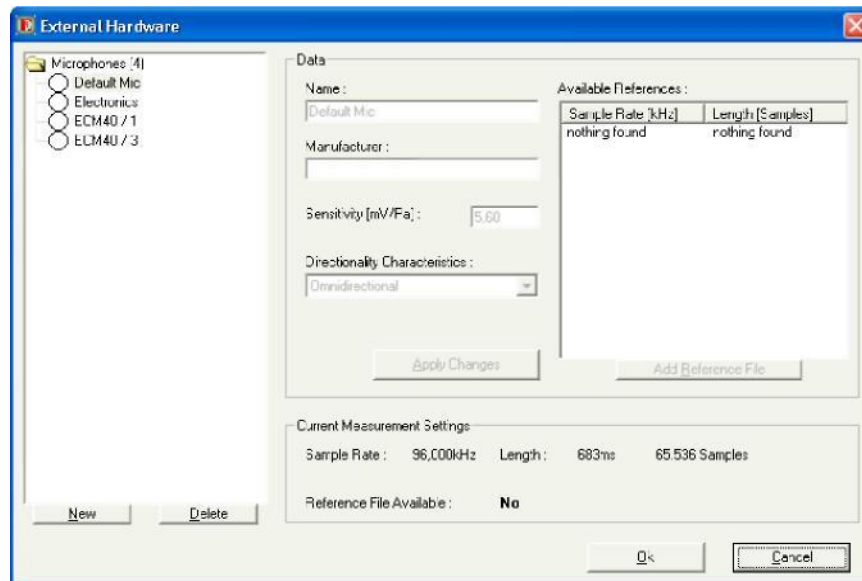 External Hardware
Microphones [4]
Default Mic
Electronics
ECM40 / 1
ECM40 / 3
New
Delete
Data
Name :
Default Mic
Manufacturer :
Sensitivity [mV/Pa] :
5.60
Directionality Characteristics :
Omnidirectional
Apply Changes
Available References :
Sample Rate [kHz] Length [Samples]
nothing found nothing found
Add Reference File
Current Measurement Settings
Sample Rate : 96,000kHz Length : 683ms 65.536 Samples
Reference File Available : No
Ok
Cancel